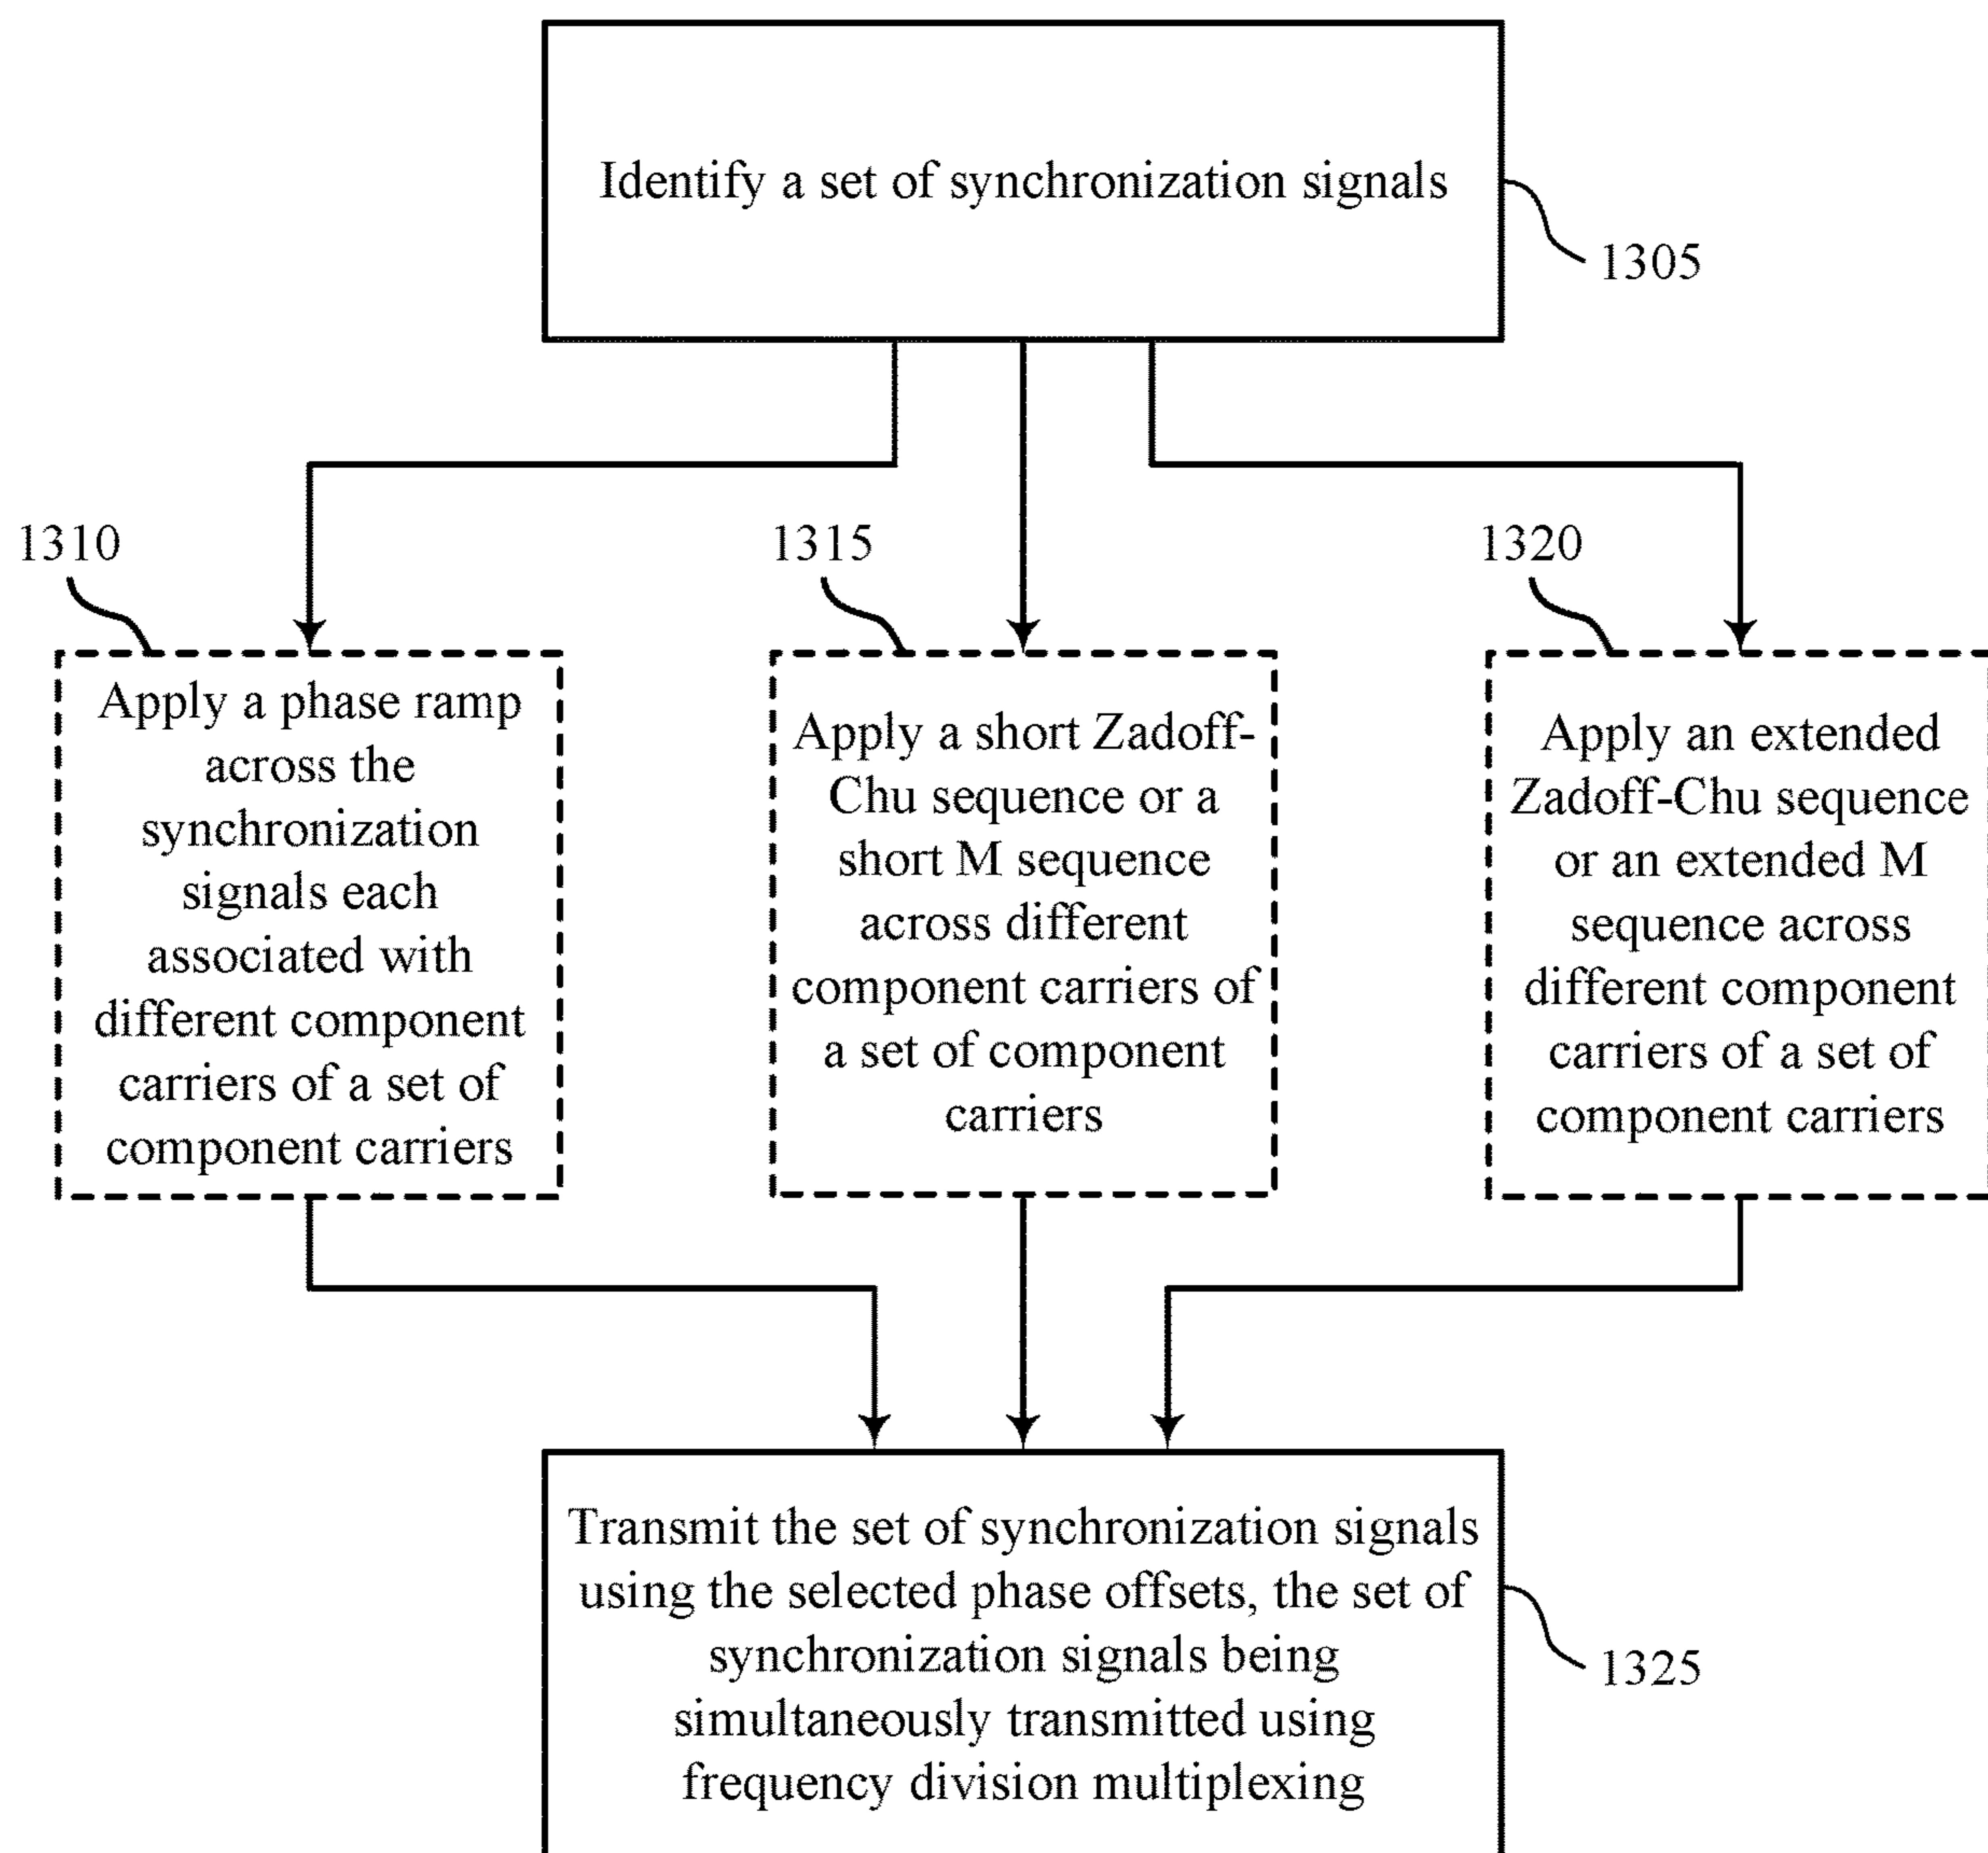 Identify a set of synchronization signals
1305
1310
Apply a phase ramp
across the
synchronization
signals each
associated with
different component
carriers of a set of
component carriers
1315
Apply a short Zadoff-
Chu sequence or a
short M sequence
across different
component carriers of
a set of component
carriers
1320
Apply an extended
Zadoff-Chu sequence
or an extended M
sequence across
different component
carriers of a set of
component carriers
Transmit the set of synchronization signals
using the selected phase offsets, the set of
synchronization signals being
simultaneously transmitted using
frequency division multiplexing
1325